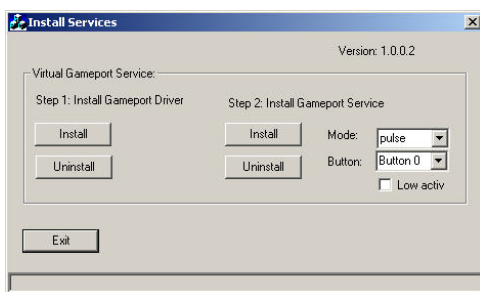 Install Services
Version: 1.0.0.2
Virtual Gameport Service:
Step 1: Install Gameport Driver
Step 2: Install Gameport Service
Install
Install
Mode:
pulse
Uninstall
Uninstall
Button:
Button 0
Low activ
Exit